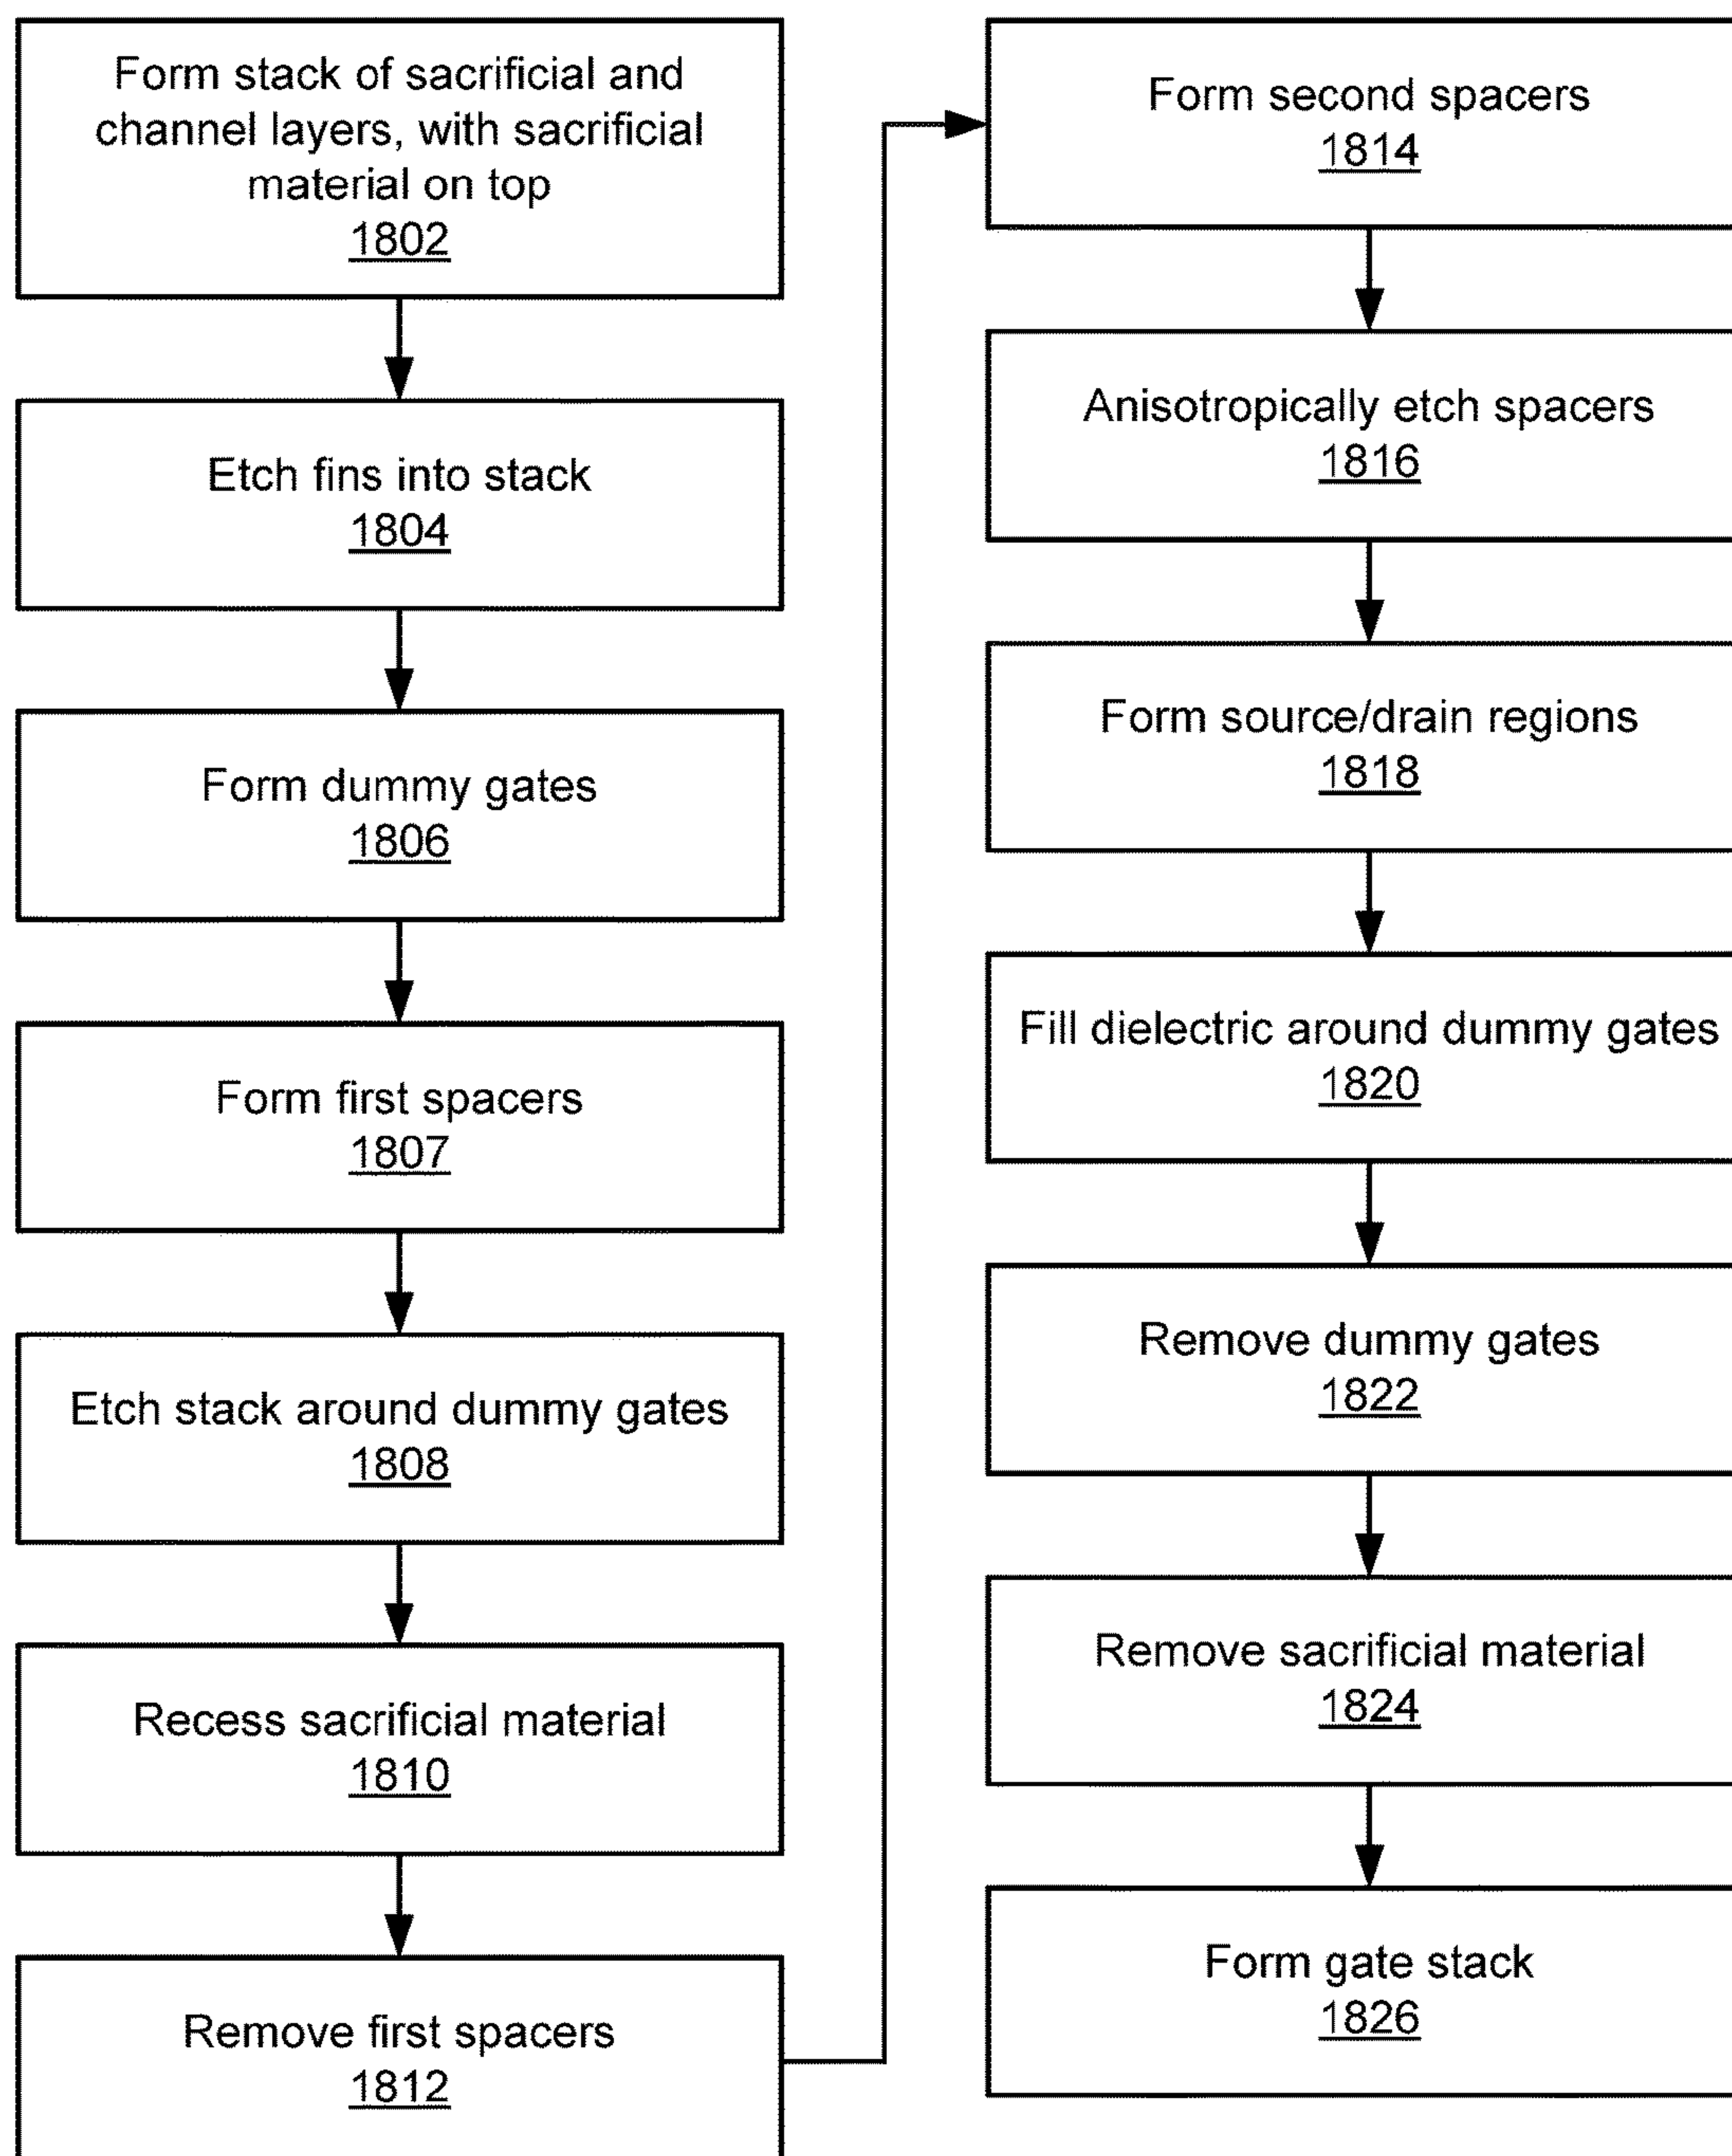 Form stack of sacrificial and
channel layers, with sacrificial
material on top
1802
Etch fins into stack
1804
Form dummy gates
1806
Form first spacers
1807
Etch stack around dummy gates
1808
Recess sacrificial material
1810
Remove first spacers
1812
Form second spacers
1814
Anisotropically etch spacers
1816
Form source/drain regions
1818
Fill dielectric around dummy gates
1820
Remove dummy gates
1822
Remove sacrificial material
1824
Form gate stack
1826